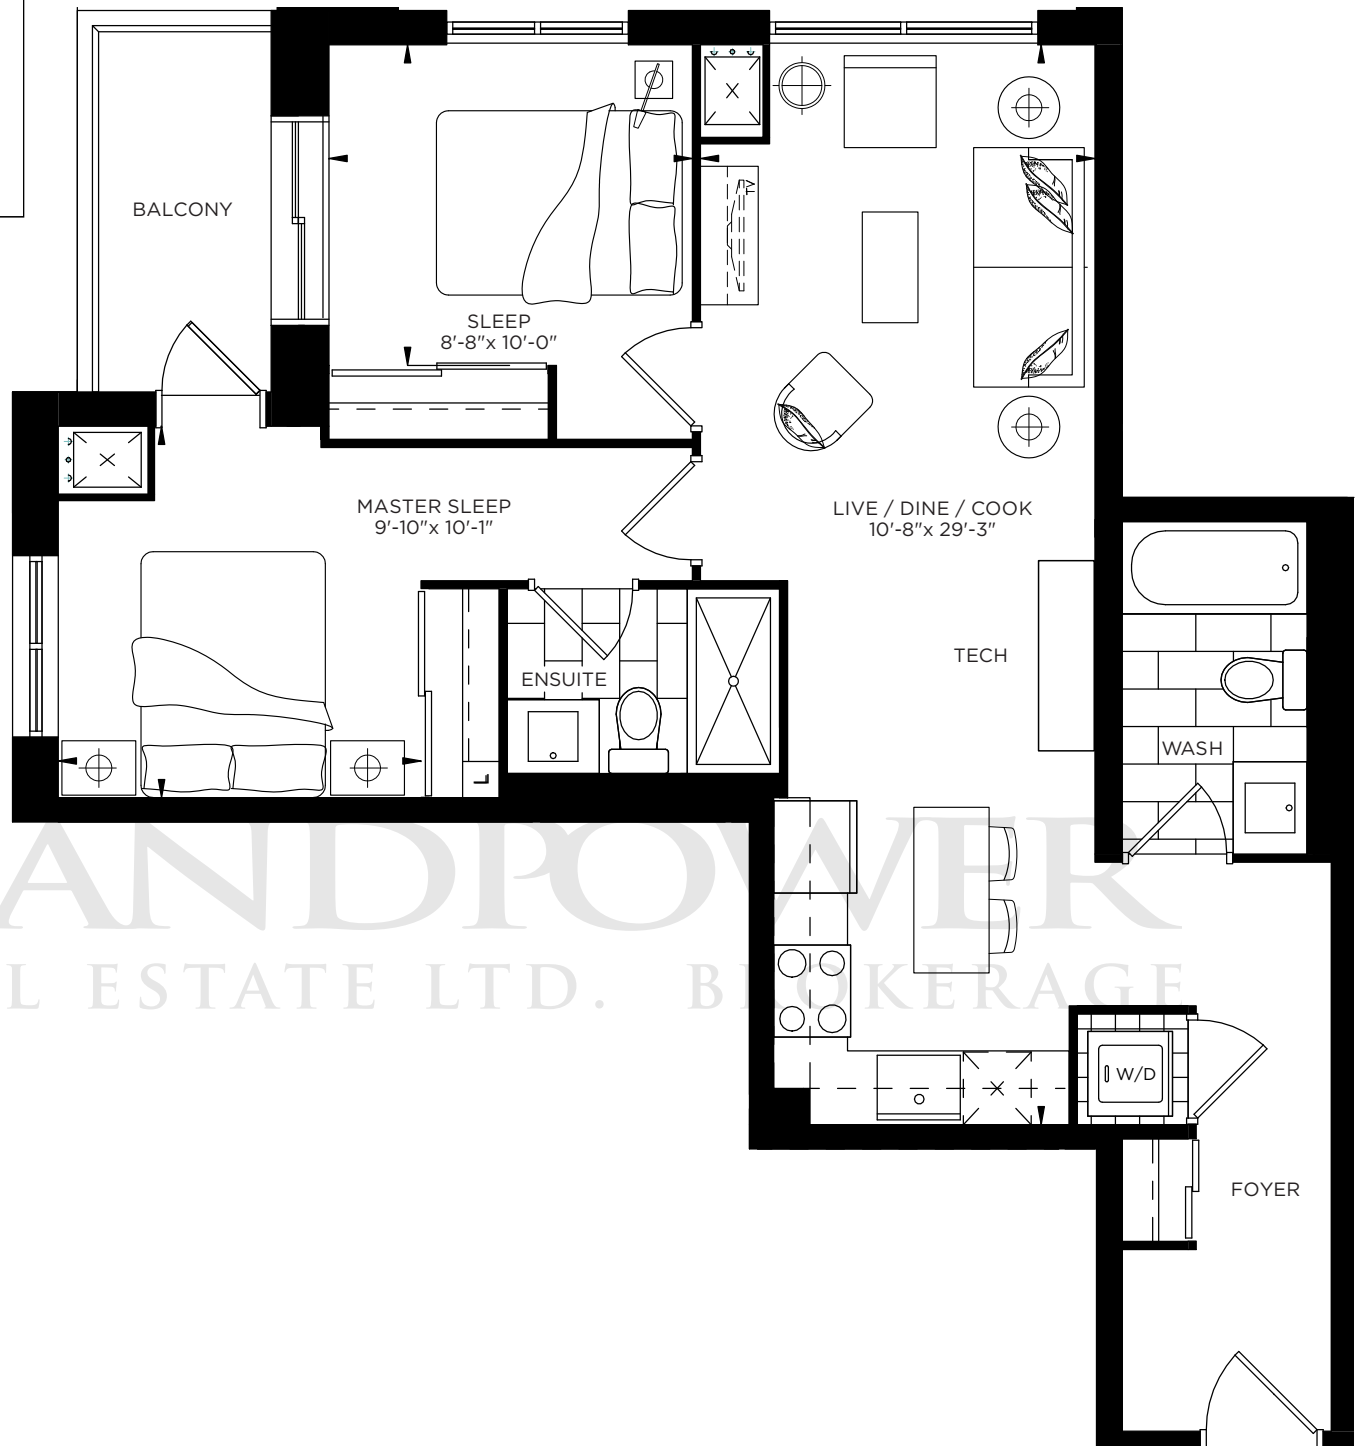 BALCONY
TV
SLEEP
8'-8"x 10'-0"
MASTER SLEEP
9'-10"x 10'-1"
LIVE / DINE / COOK
10'-8"x 29'-3"
TECH
ENSUITE
WASH
L
ANDPOWER
L ESTATE LTD. BROKERAGE
W/D
FOYER